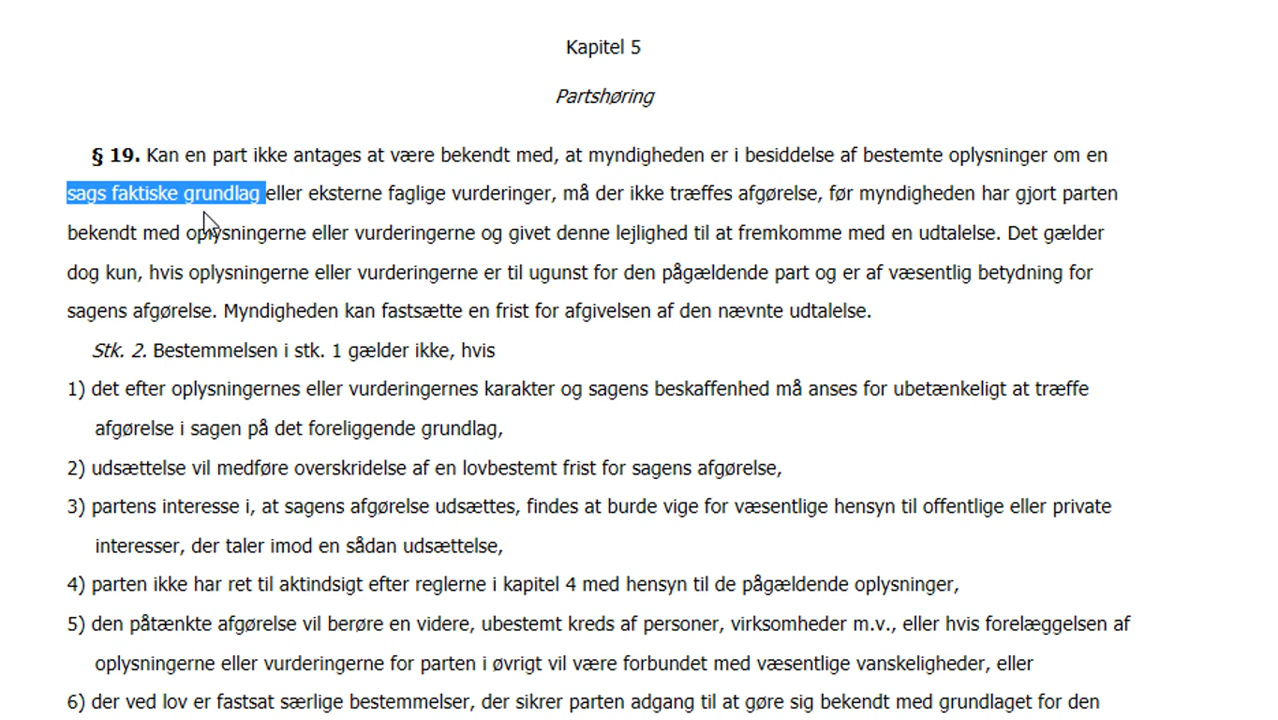 Kapitel 5
Partshøring
§ 19. Kan en part ikke antages at være bekendt med, at myndigheden er i besiddelse af bestemte oplysninger om en
sags faktiske grundlag eller eksterne faglige vurderinger, må der ikke træffes afgørelse, før myndigheden har gjort parten
bekendt med oplysningerne eller vurderingerne og givet denne lejlighed til at fremkomme med en udtalelse. Det gælder
dog kun, hvis oplysningerne eller vurderingerne er til ugunst for den pågældende part og er af væsentlig betydning for
sagens afgørelse. Myndigheden kan fastsætte en frist for afgivelsen af den nævnte udtalelse.
Stk. 2. Bestemmelsen i stk. 1 gælder ikke, hvis
1) det efter oplysningernes eller vurderingernes karakter og sagens beskaffenhed må anses for ubetænkeligt at træffe
afgørelse i sagen på det foreliggende grundlag,
2) udsættelse vil medføre overskridelse af en lovbestemt frist for sagens afgørelse,
3) partens interesse i, at sagens afgørelse udsættes, findes at burde vige for væsentlige hensyn til offentlige eller private
interesser, der taler imod en sådan udsættelse,
4) parten ikke har ret til aktindsigt efter reglerne i kapitel 4 med hensyn til de pågældende oplysninger,
5) den påtænkte afgørelse vil berøre en videre, ubestemt kreds af personer, virksomheder m.v., eller hvis forelæggelsen af
oplysningerne eller vurderingerne for parten i øvrigt vil være forbundet med væsentlige vanskeligheder, eller
6) der ved lov er fastsat særlige bestemmelser, der sikrer parten adgang til at gøre sig bekendt med grundlaget for den